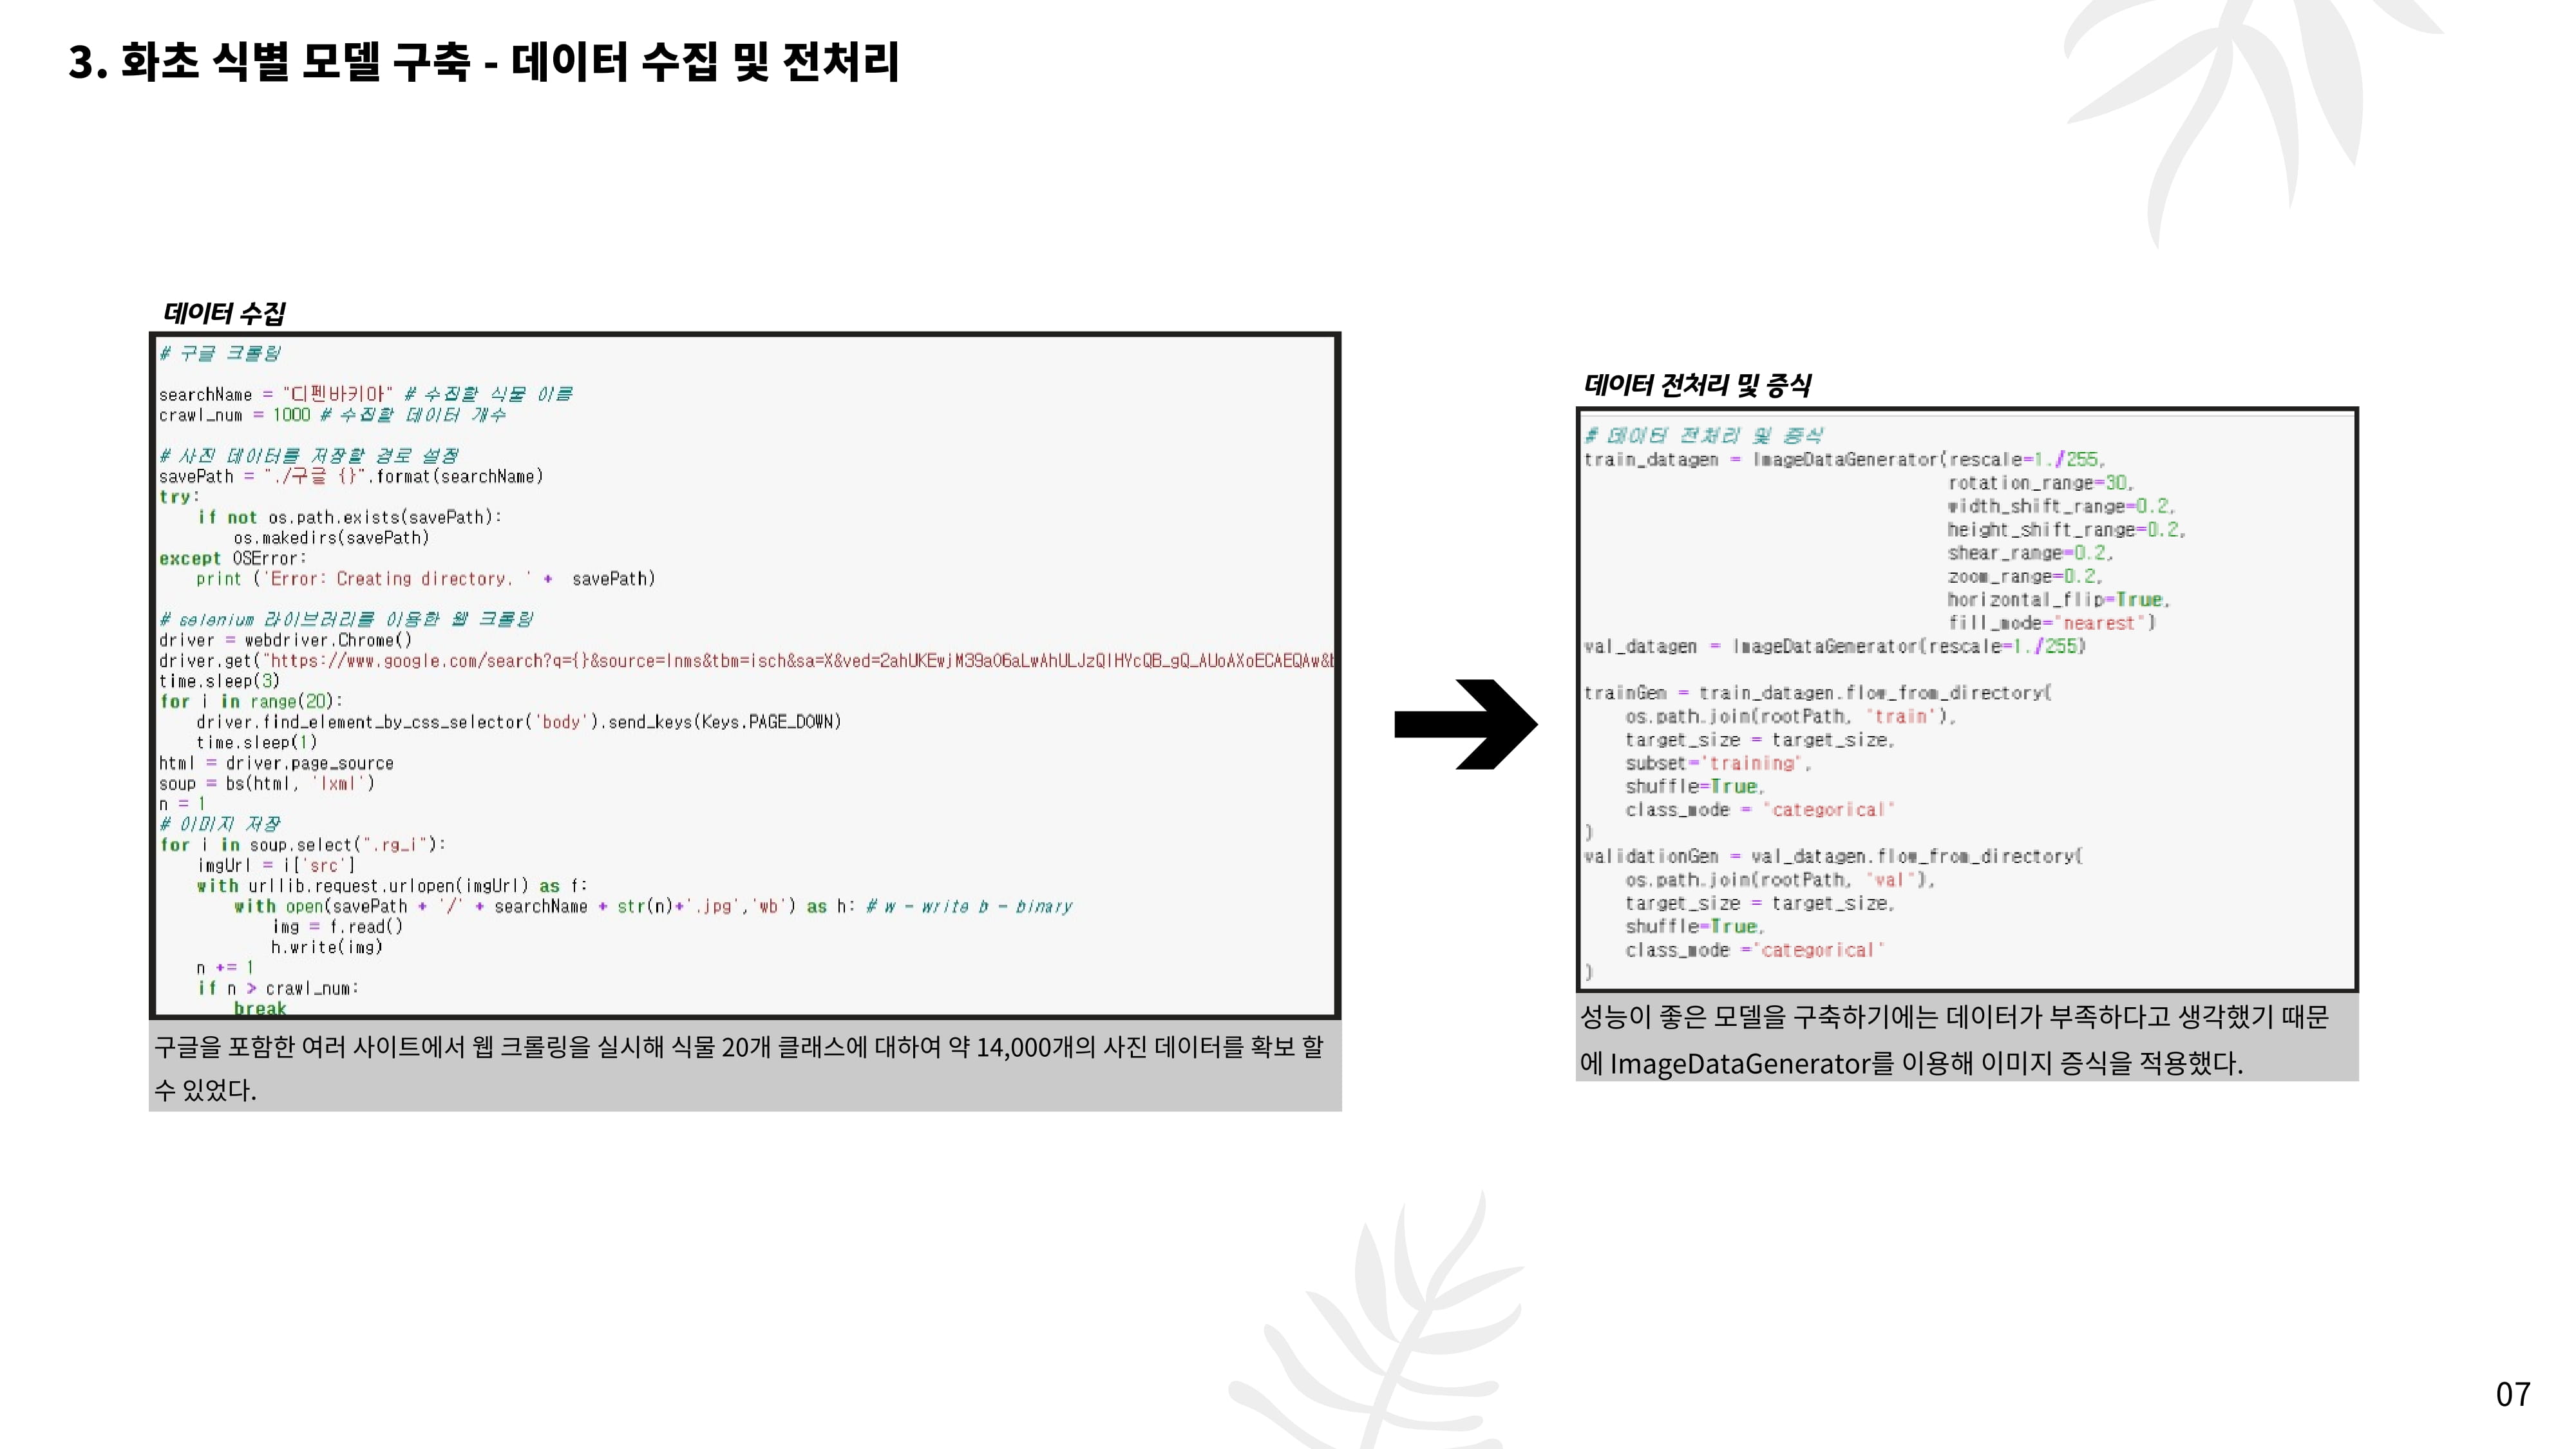 3. 화초 식별 모델 구축 - 데이터 수집 및 전처리
데이터 수집
# 구글 크롤링
searchName = "디펜바키아" # 수집할 식물 이름
crawl_num = 1000 # 수집할 데이터 개수
# 사진 데이터를 저장할 경로 설정
savePath = "./구글 {}".format(searchName)
try:
    if not os.path.exists(savePath):
        os.makedirs(savePath)
except OSError:
    print ('Error: Creating directory. ' +  savePath)
# selenium 라이브러리를 이용한 웹 크롤링
driver = webdriver.Chrome()
driver.get("https://www.google.com/search?q={}&source=lnms&tbm=isch&sa=X&ved=2ahUKEwjM39aO6aLwAhULJzQIHYcQB_gQ_AUoAXoECAEQAw&b
time.sleep(3)
for i in range(20):
    driver.find_element_by_css_selector('body').send_keys(Keys.PAGE_DOWN)
    time.sleep(1)
html = driver.page_source
soup = bs(html, 'lxml')
n = 1
# 이미지 저장
for i in soup.select(".rg_i"):
    imgUrl = i['src']
    with urllib.request.urlopen(imgUrl) as f:
        with open(savePath + '/' + searchName + str(n)+'.jpg','wb') as h: # w - write b - binary
            img = f.read()
            h.write(img)
    n += 1
    if n > crawl_num:
        break
구글을 포함한 여러 사이트에서 웹 크롤링을 실시해 식물 20개 클래스에 대하여 약 14,000개의 사진 데이터를 확보 할
수 있었다.
데이터 전처리 및 증식
# 데이터 전처리 및 증식
train_datagen = ImageDataGenerator(rescale=1./255,
rotation_range=30,
width_shift_range=0.2,
height_shift_range=0.2,
shear_range=0.2,
zoom_range=0.2,
horizontal_flip=True,
fill_mode="nearest")
val_datagen = ImageDataGenerator(rescale=1./255)
trainGen = train_datagen.flow_from_directory(
    os.path.join(rootPath, 'train'),
    target_size = target_size,
    subset='training',
    shuffle=True,
    class_mode = 'categorical'
)
validationGen = val_datagen.flow_from_directory(
    os.path.join(rootPath, 'val'),
    target_size = target_size,
    shuffle=True,
    class_mode ='categorical'
)
성능이 좋은 모델을 구축하기에는 데이터가 부족하다고 생각했기 때문
에 ImageDataGenerator를 이용해 이미지 증식을 적용했다.
07